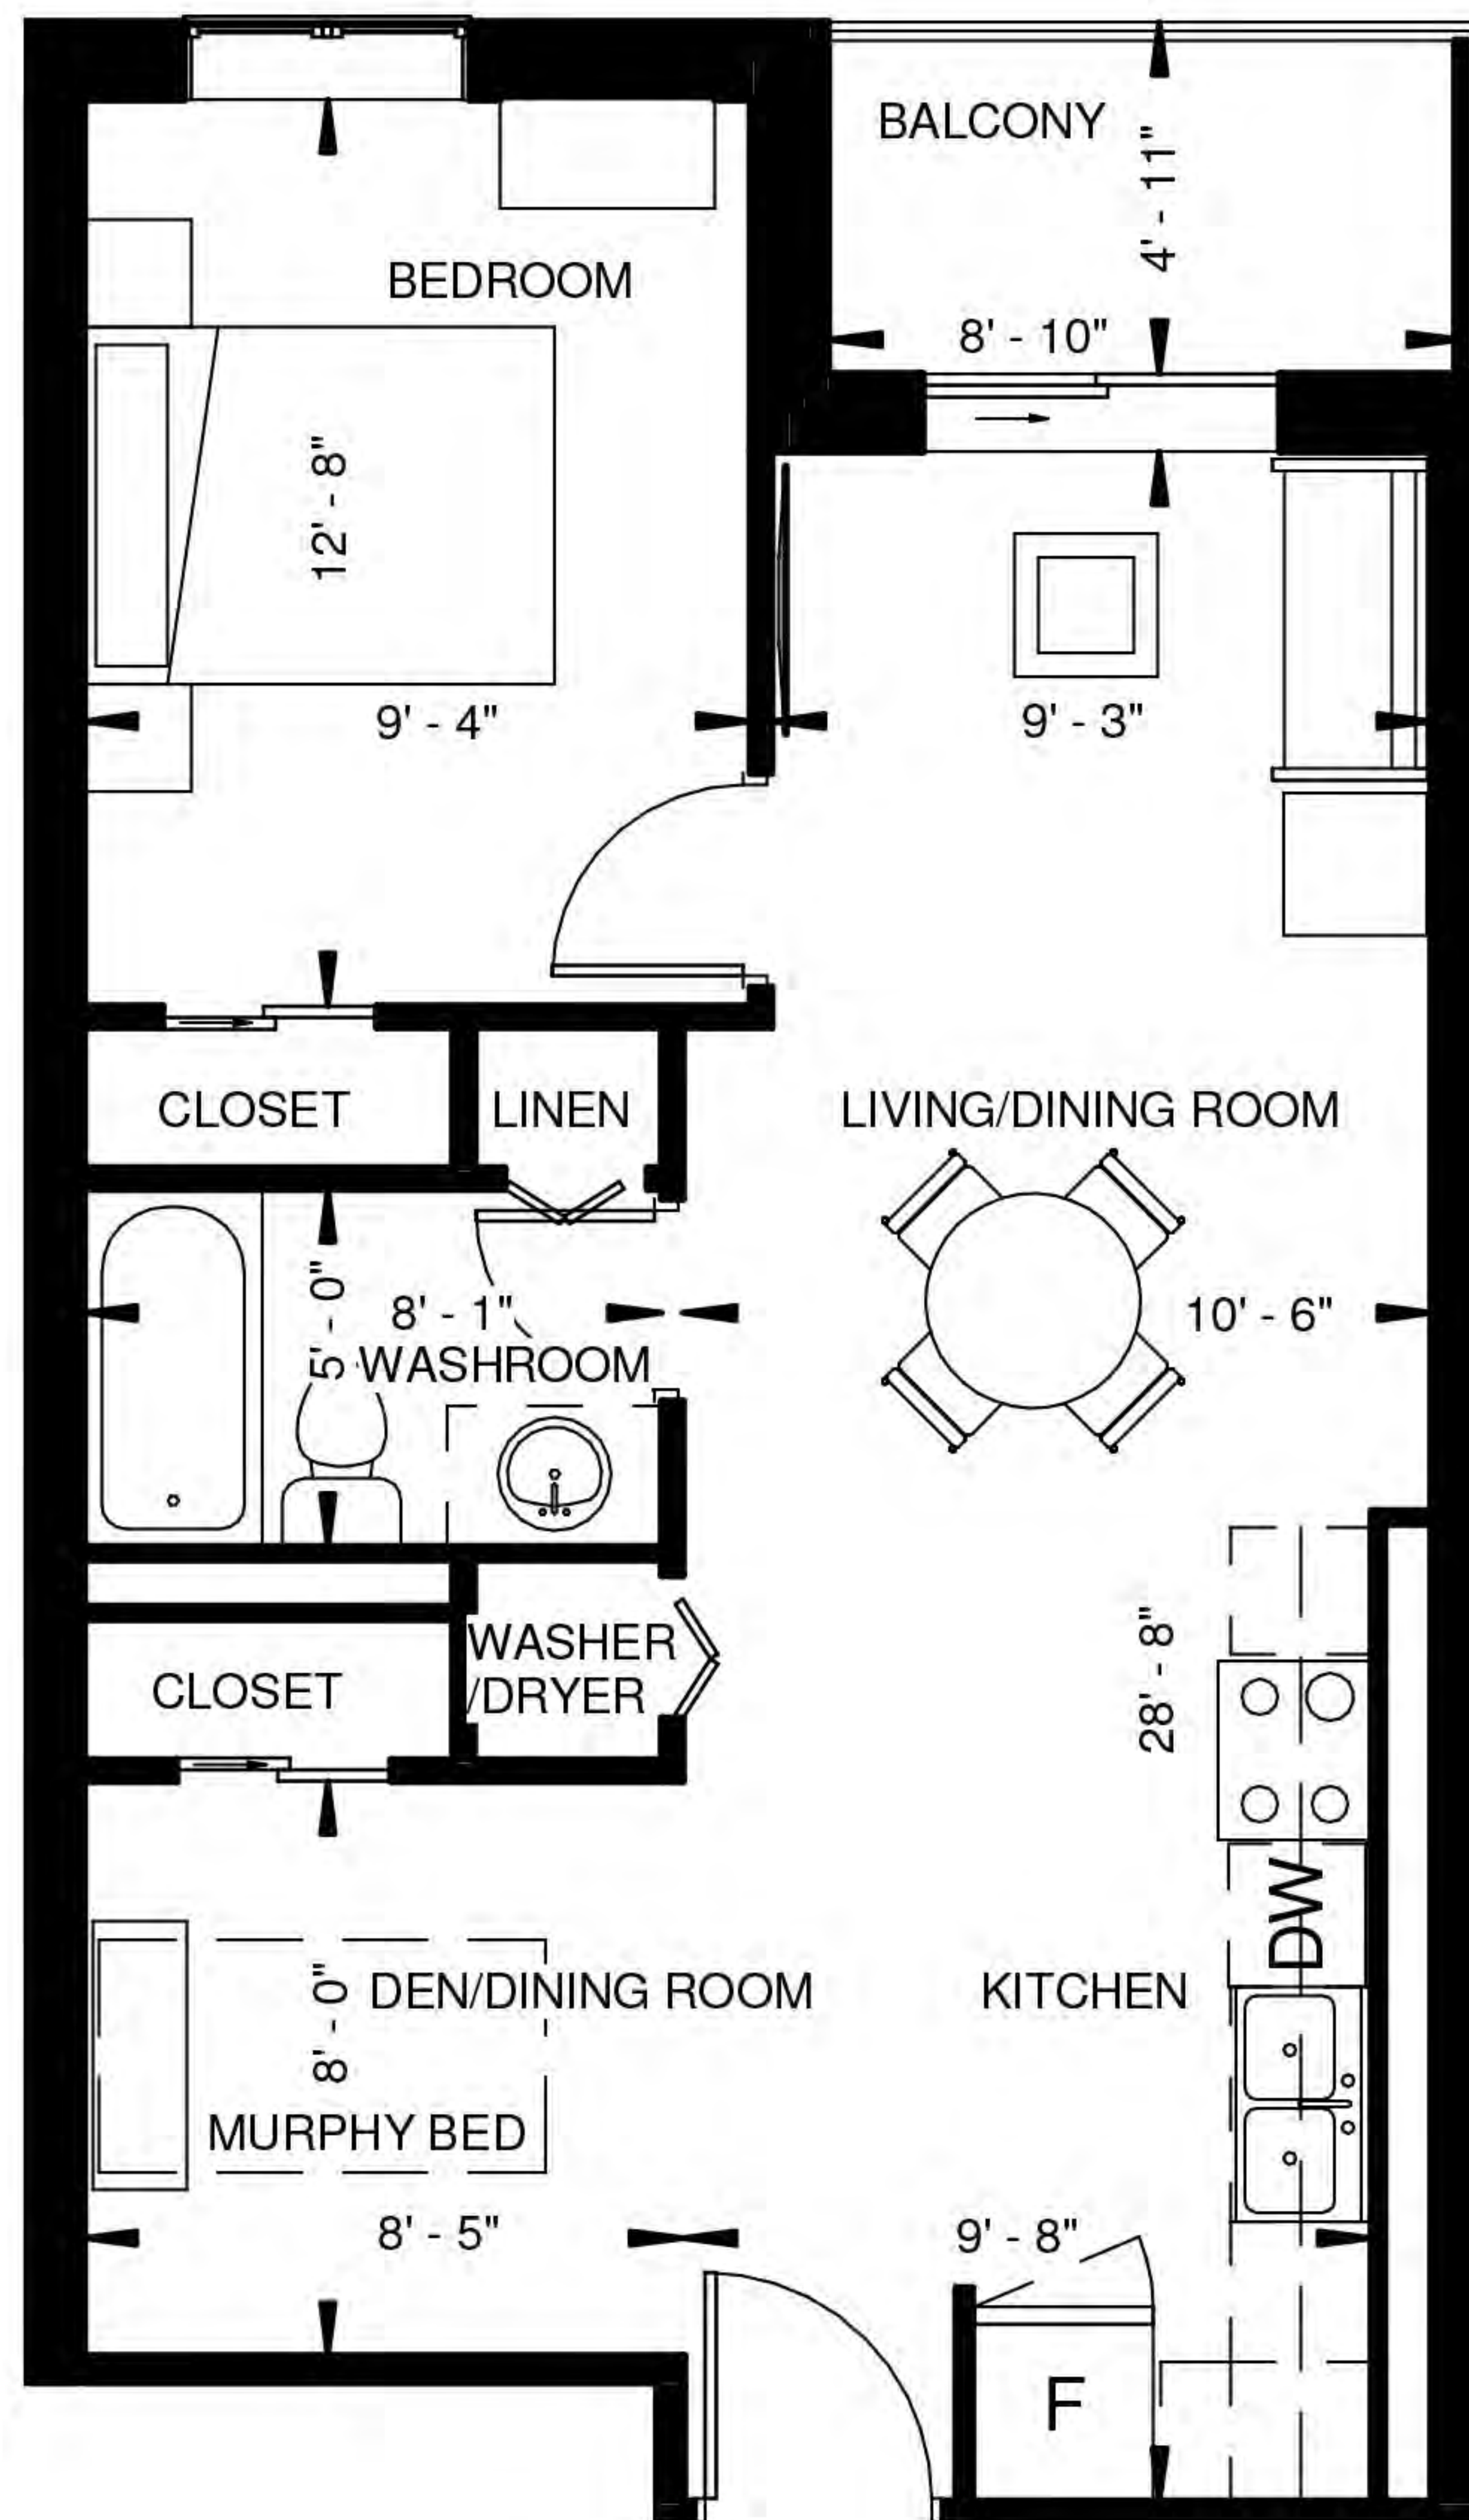 BALCONY
4' - 11"
BEDROOM
8' - 10"
12' - 8"
9' - 4"
9' - 3"
CLOSET
LINEN
LIVING/DINING ROOM
5' - 0"
8' - 1"
10' - 6"
WASHROOM
28' - 8"
WASHER
/DRYER
CLOSET
DW
8' - 0"
DEN/DINING ROOM
KITCHEN
MURPHY BED
8' - 5"
9' - 8"
F